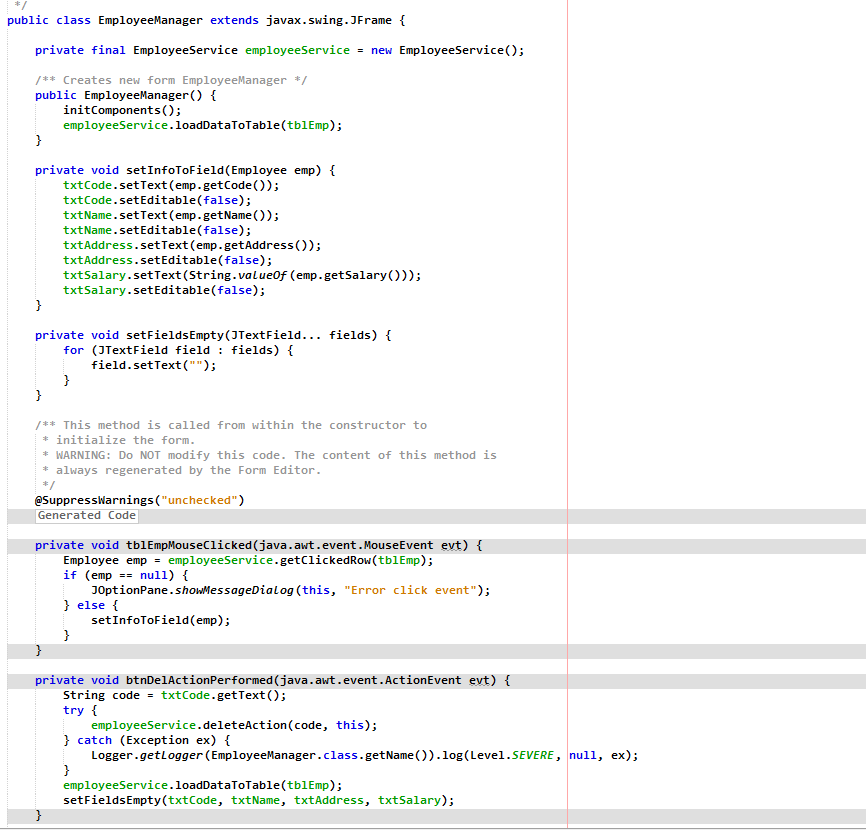 */
public class EmployeeManager extends javax.swing.JFrame {
private final EmployeeService employeeService = new EmployeeService();
/** Creates new form EmployeeManager */
public EmployeeManager() {
initComponents();
employeeService.loadDataToTable(tblEmp);
}
private void setInfoToField(Employee emp) {
txtCode.setText(emp.getCode());
txtCode.setEditable(false);
txtName.setText(emp.getName());
txtName.setEditable(false);
txtAddress.setText(emp.getAddress());
txtAddress.setEditable(false);
txtSalary.setText(String.valueOf(emp.getSalary()));
txtSalary.setEditable(false);
}
private void setFieldsEmpty(JTextField... fields) {
for (JTextField field : fields) {
field.setText("");
}
}
/** This method is called from within the constructor to
* initialize the form.
* WARNING: Do NOT modify this code. The content of this method is
* always regenerated by the Form Editor.
*/
@SuppressWarnings("unchecked")
Generated Code
private void tblEmpMouseClicked(java.awt.event.MouseEvent evt) {
Employee emp = employeeService.getClickedRow(tblEmp);
if (emp == null) {
JOptionPane.showMessageDialog(this, "Error click event");
} else {
setInfoToField(emp);
}
}
private void btnDelActionPerformed(java.awt.event.ActionEvent evt) {
String code = txtCode.getText();
try {
employeeService.deleteAction(code, this);
} catch (Exception ex) {
Logger.getLogger(EmployeeManager.class.getName()).log(Level.SEVERE, null, ex);
}
employeeService.loadDataToTable(tblEmp);
setFieldsEmpty(txtCode, txtName, txtAddress, txtSalary);
}